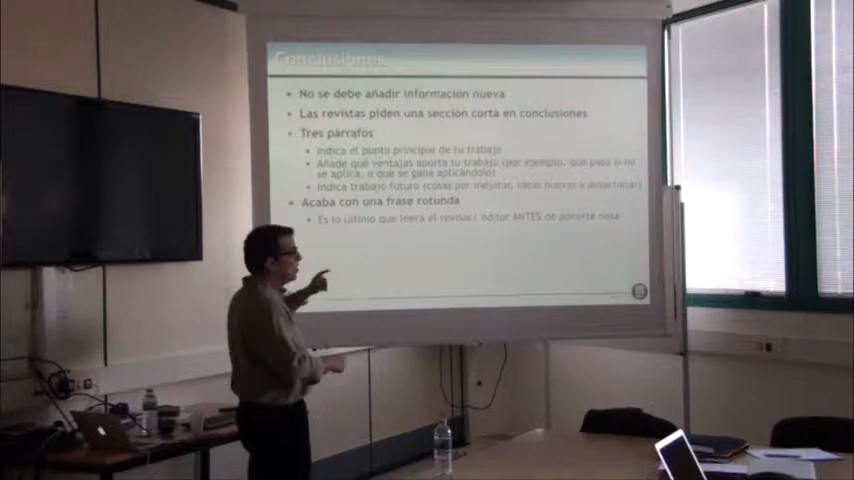 Conclusiones
No se debe añadir información nueva
Las revistas piden una sección corta en conclusiones
Tres párrafos
Indica el punto principal de tu trabajo
Añade qué ventajas aporta tu trabajo (por ejemplo, que pasa si no
se aplica, o qué se gana aplicándolo)
Indica trabajo futuro (cosas por mejorar, ideas nuevas a desarrollar)
Acaba con una frase rotunda
Es lo último que leerá el revisor/ editor ANTES de ponerte nota